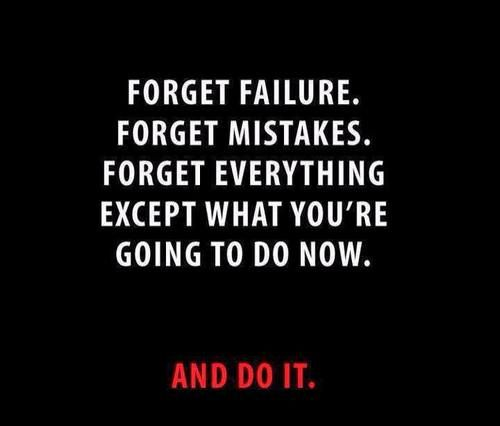 FORGET FAILURE.
FORGET MISTAKES.
FORGET EVERYTHING
EXCEPT WHAT YOU’RE
GOING TO DO NOW.
AND DO IT.